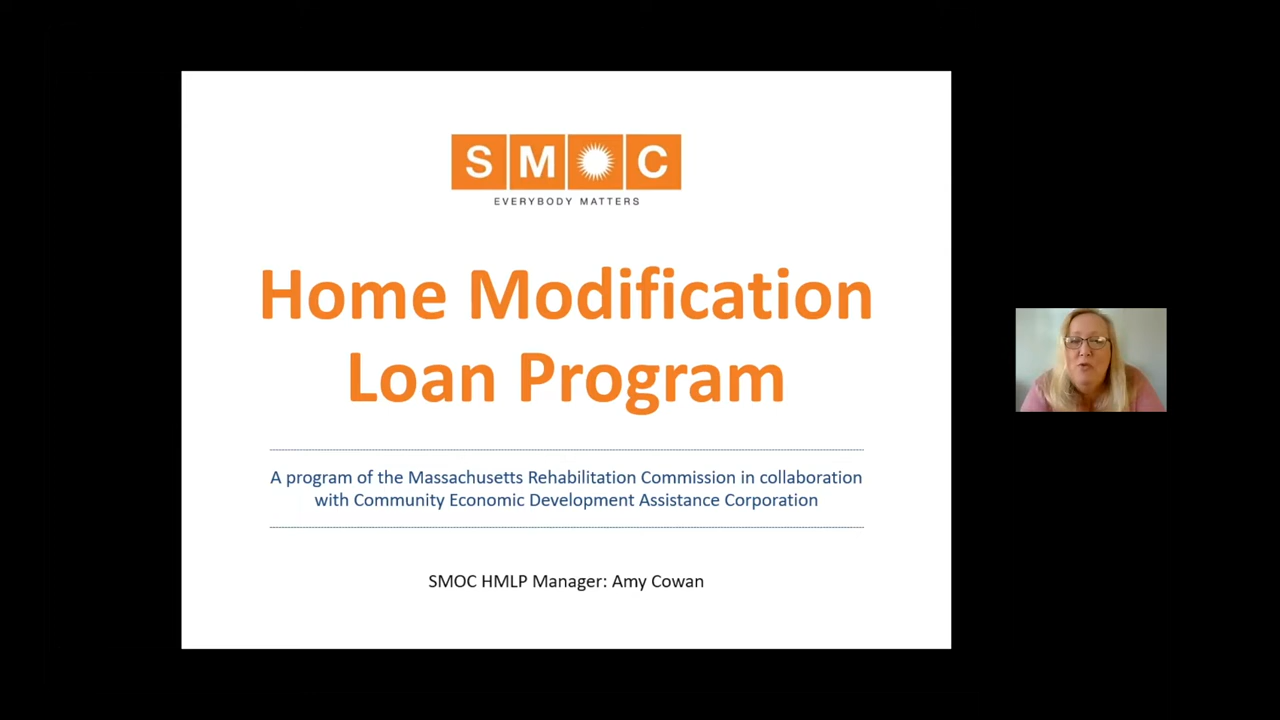 SMOC
EVERYBODY MATTERS
Home Modification
Loan Program
A program of the Massachusetts Rehabilitation Commission in collaboration
with Community Economic Development Assistance Corporation
SMOC HMLP Manager: Amy Cowan